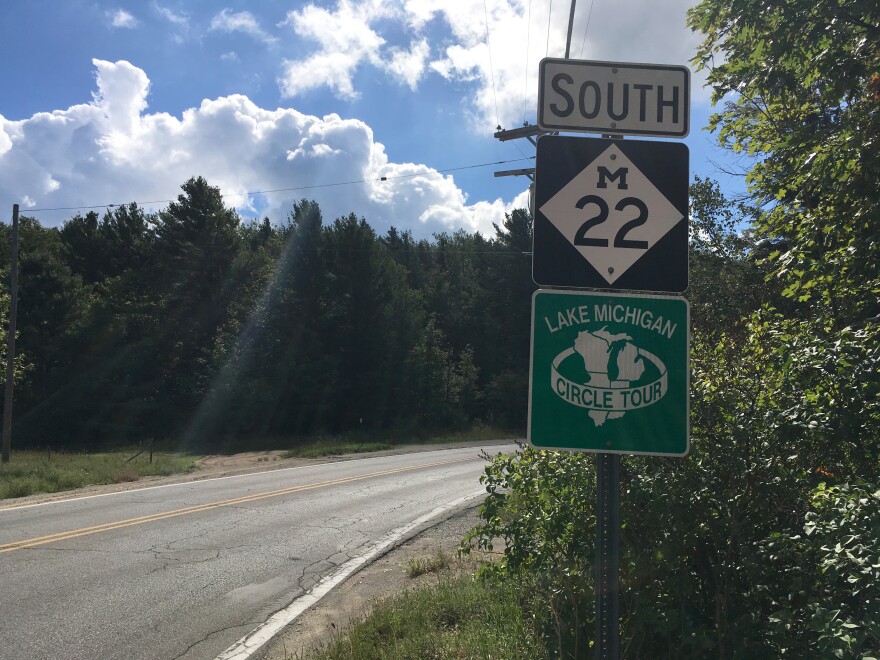 SOUTH
M
22
LAKE MICHIGAN
CIRCLE TOUR